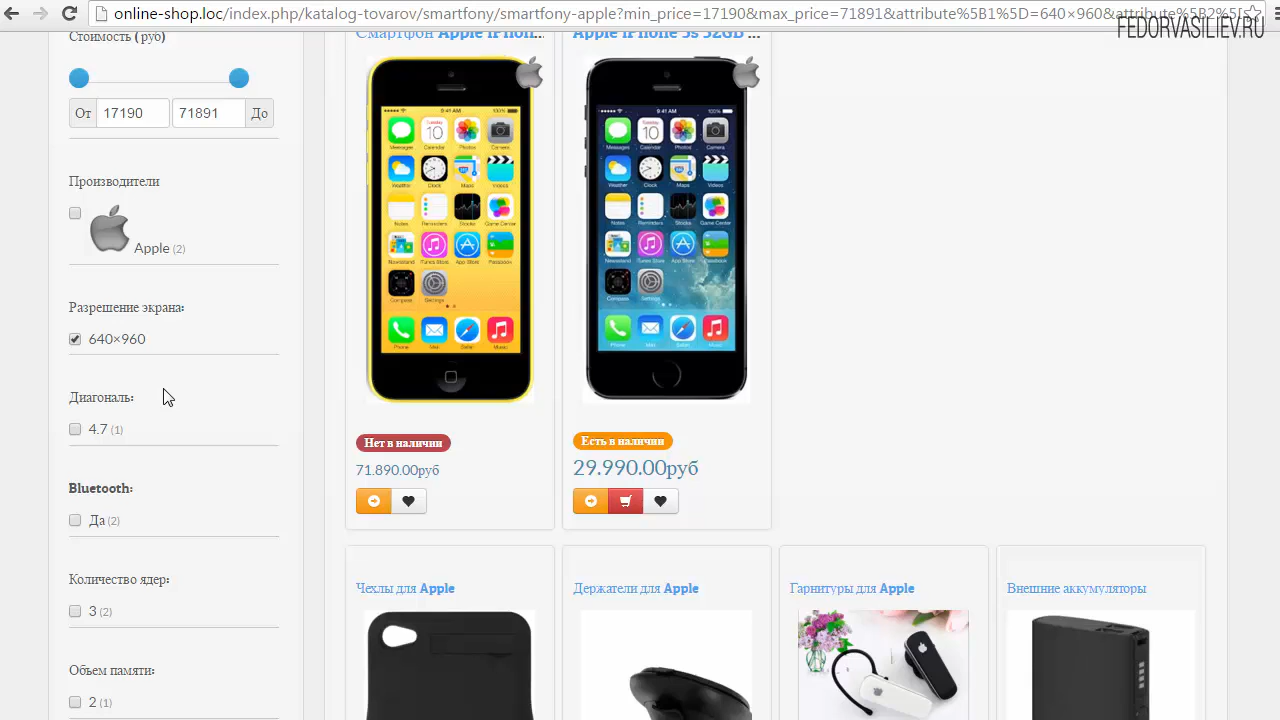 online-shop.loc/index.php/katalog-tovarov/smartfony/smartfony-apple?min_price=17190&max_price=71891&attribute%5B1%5D=640×960&attribute%5B2%5D[s
FEDORVASILIEV.RU
Стоимость (руб)
От 17190 71891 До
Производители
Apple (2)
Разрешение экрана:
640×960
Диагональ:
4.7 (1)
Bluetooth:
Да (2)
Количество ядер:
3 (2)
Объем памяти:
2 (1)
Смартфон Apple iPhon...
Нет в наличии
71.890.00руб
Apple iPhone 5s 32GB ...
Есть в наличии
29.990.00руб
Чехлы для Apple
Держатели для Apple
Гарнитуры для Apple
Внешние аккумуляторы